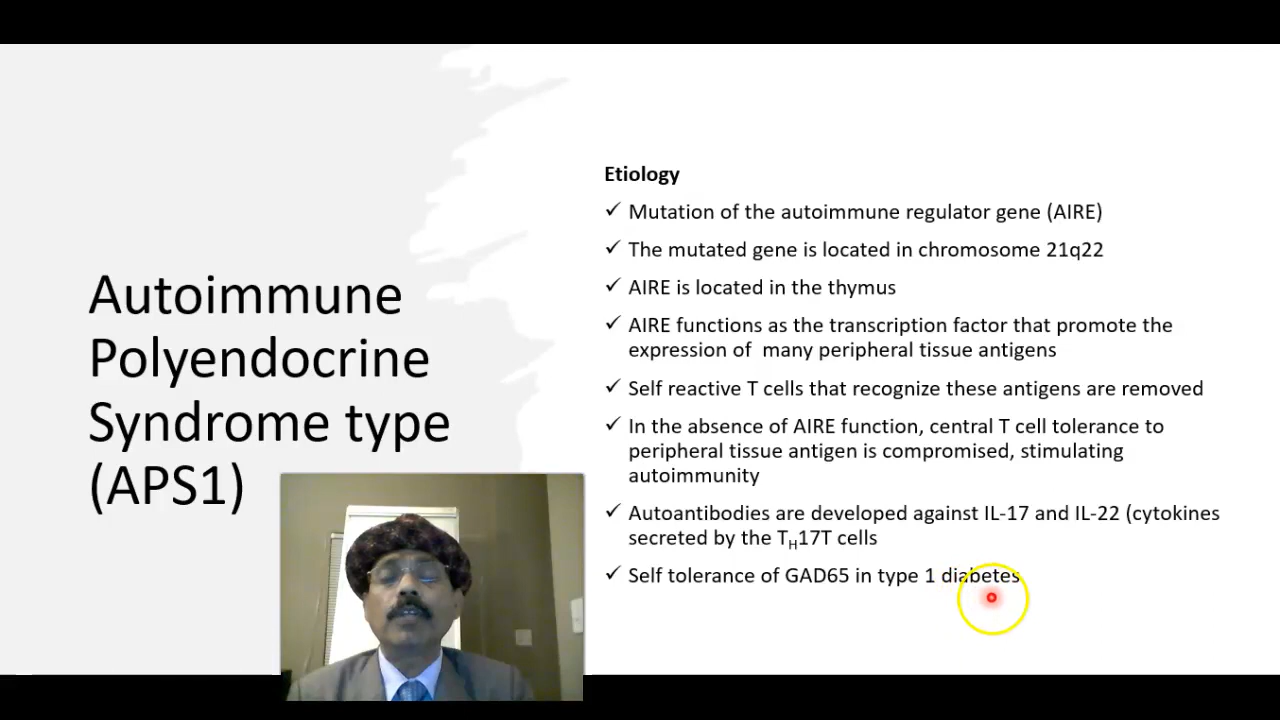 Autoimmune
Polyendocrine
Syndrome type
(APS1)
Etiology
✓ Mutation of the autoimmune regulator gene (AIRE)
✓ The mutated gene is located in chromosome 21q22
✓ AIRE is located in the thymus
✓ AIRE functions as the transcription factor that promote the
expression of  many peripheral tissue antigens
✓ Self reactive T cells that recognize these antigens are removed
✓ In the absence of AIRE function, central T cell tolerance to
peripheral tissue antigen is compromised, stimulating
autoimmunity
✓ Autoantibodies are developed against IL-17 and IL-22 (cytokines
secreted by the TH17T cells
✓ Self tolerance of GAD65 in type 1 diabetes